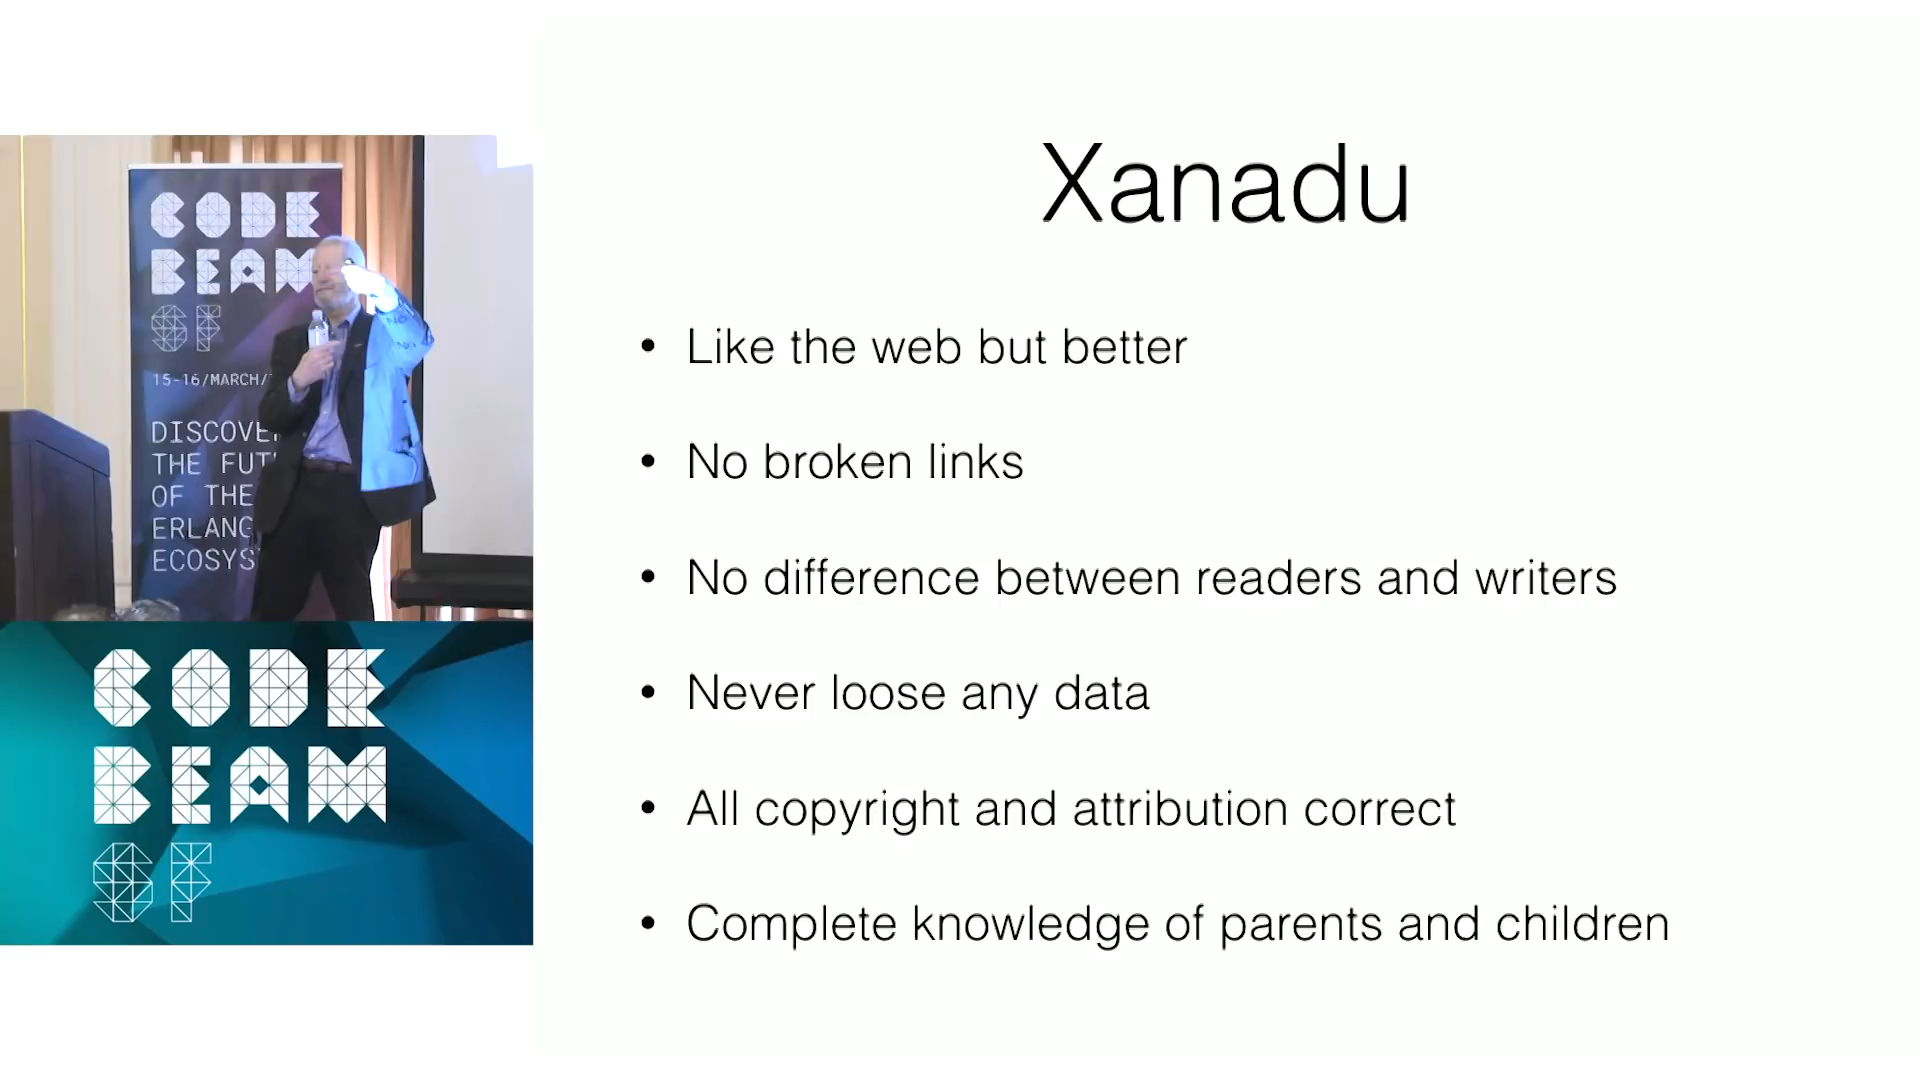 CODE
BEAM
SF
15-16/MARCH/
DISCOVE
THE FUT
OF THE
ERLANG
ECOSYS
CODE
BEAM
SF
Xanadu
• Like the web but better
• No broken links
• No difference between readers and writers
• Never loose any data
• All copyright and attribution correct
• Complete knowledge of parents and children